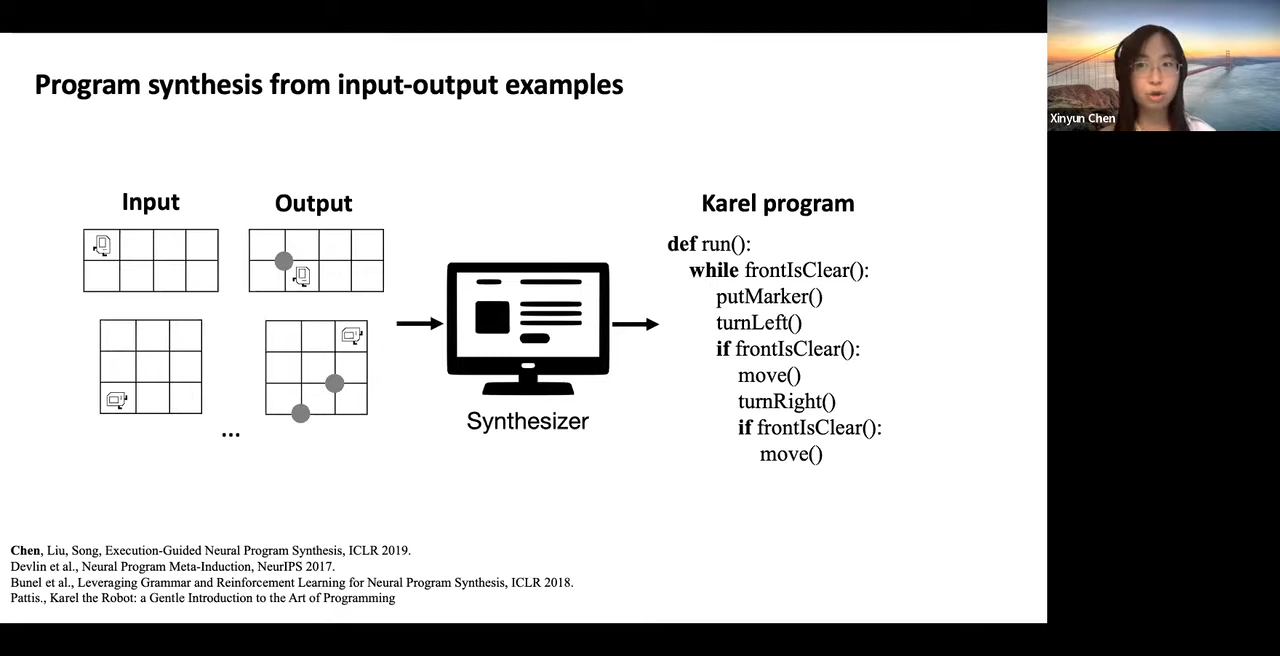 Program synthesis from input-output examples
Xinyun Chen
Input
Output
Karel program
def run():
while frontIsClear():
putMarker()
turnLeft()
if frontIsClear():
move()
turnRight()
if frontIsClear():
move()
...
Synthesizer
Chen, Liu, Song, Execution-Guided Neural Program Synthesis, ICLR 2019.
Devlin et al., Neural Program Meta-Induction, NeurIPS 2017.
Bunel et al., Leveraging Grammar and Reinforcement Learning for Neural Program Synthesis, ICLR 2018.
Pattis., Karel the Robot: a Gentle Introduction to the Art of Programming